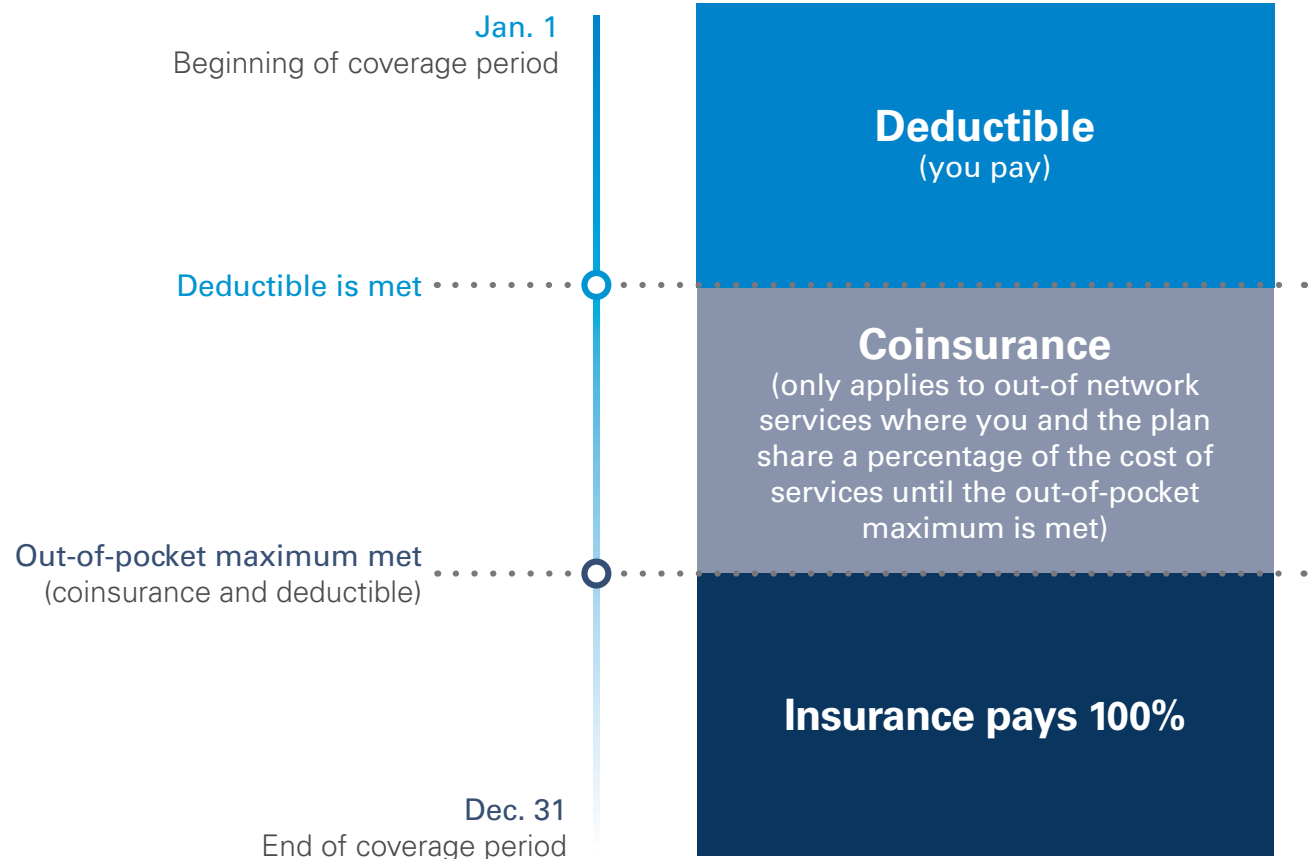 Jan. 1
Beginning of coverage period
Deductible
(you pay)
Deductible is met
Coinsurance
(only applies to out-of network
services where you and the plan
share a percentage of the cost of
services until the out-of-pocket
maximum is met)
Out-of-pocket maximum met
(coinsurance and deductible)
Insurance pays 100%
Dec. 31
End of coverage period